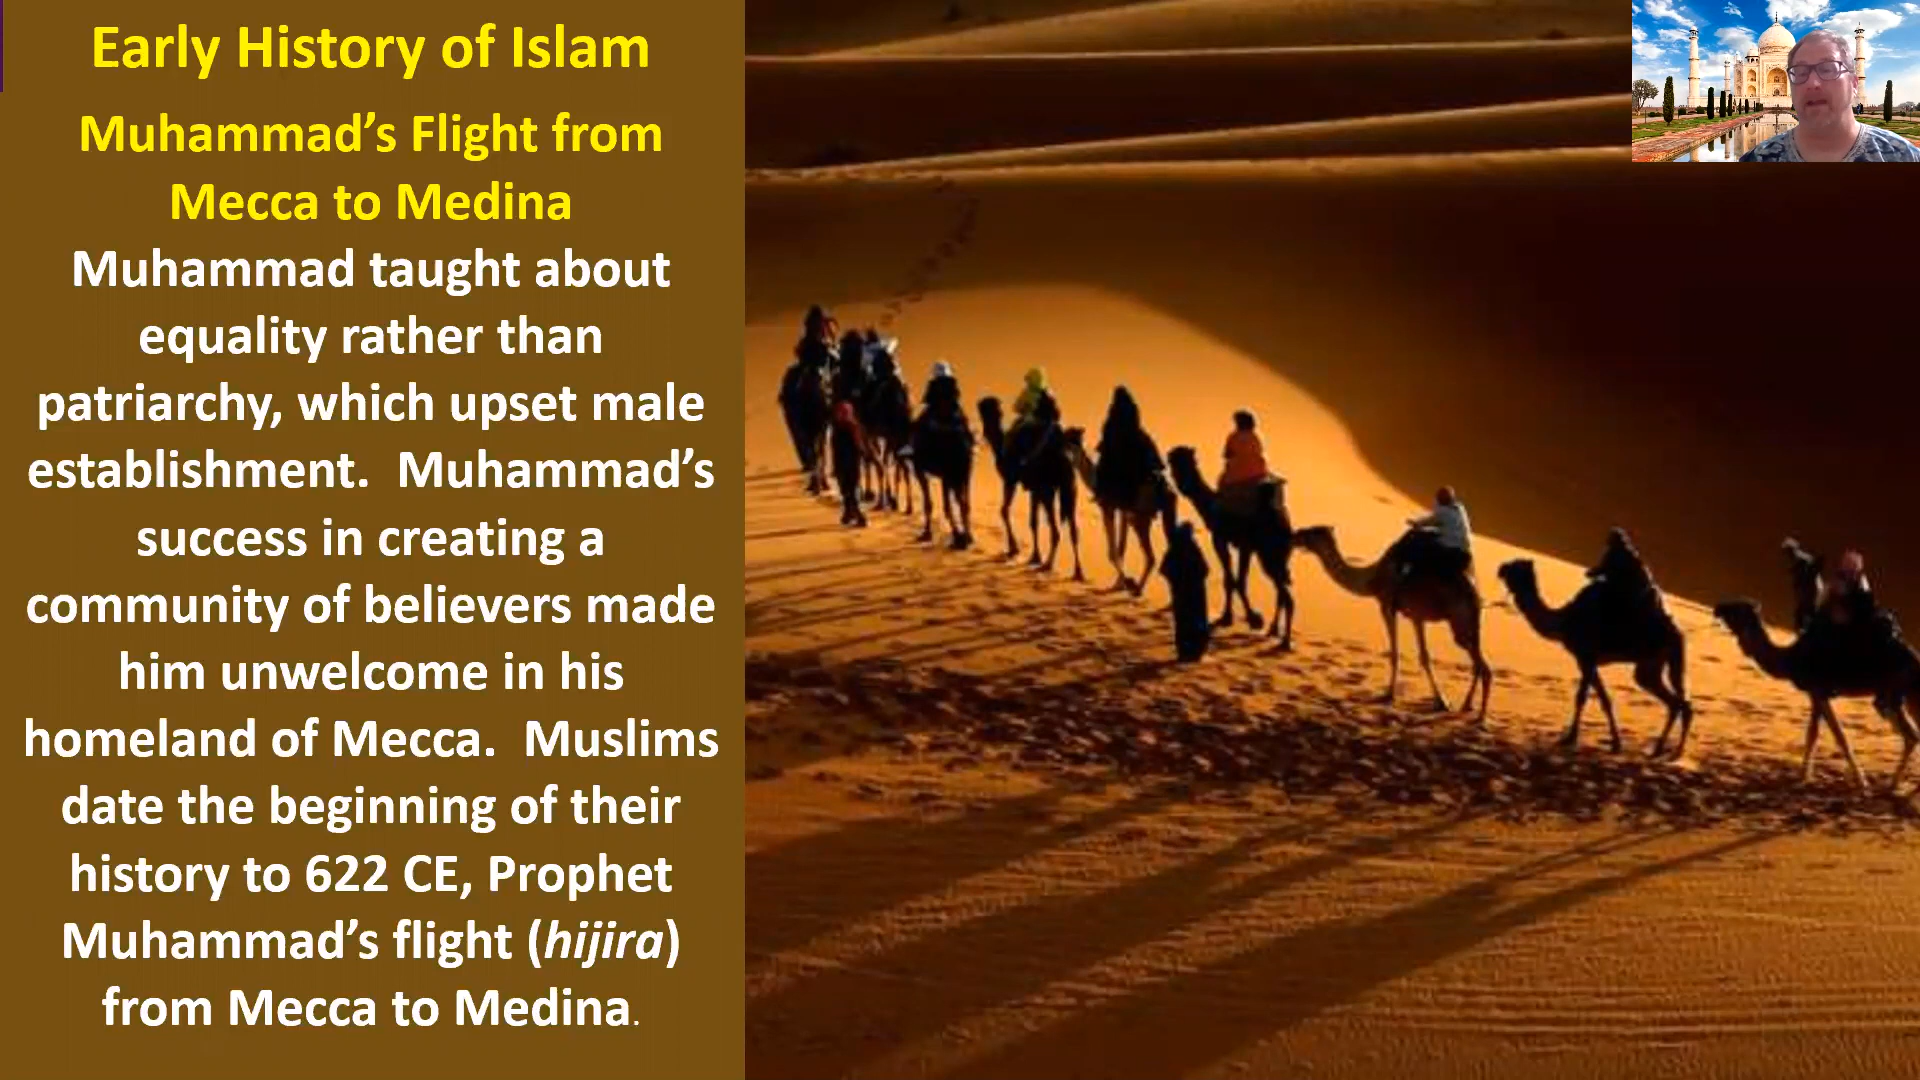 Early History of Islam
Muhammad’s Flight from
Mecca to Medina
Muhammad taught about
equality rather than
patriarchy, which upset male
establishment.  Muhammad’s
success in creating a
community of believers made
him unwelcome in his
homeland of Mecca.  Muslims
date the beginning of their
history to 622 CE, Prophet
Muhammad’s flight (hijira)
from Mecca to Medina.